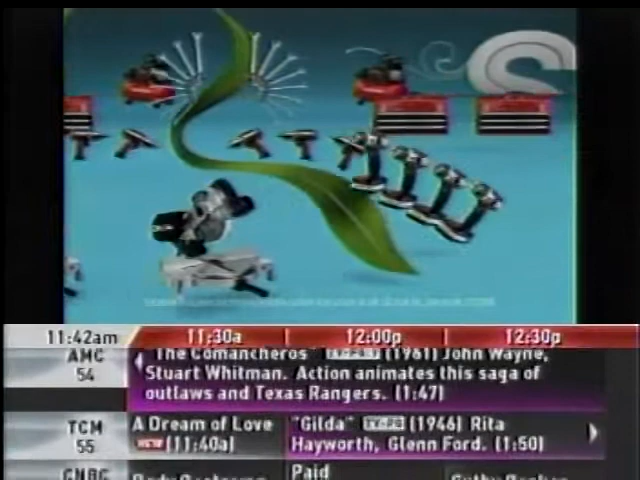 S
11:42am 11:30a 12:00p 12:30p
AMC
54
"The Comancheros" (1961) John Wayne,
Stuart Whitman. Action animates this saga of
outlaws and Texas Rangers. (1:47)
TCM
55
A Dream of Love
NEW (11:40a)
"Gilda" TV-PG (1946) Rita
Hayworth, Glenn Ford. (1:50)
CNBC
Paid